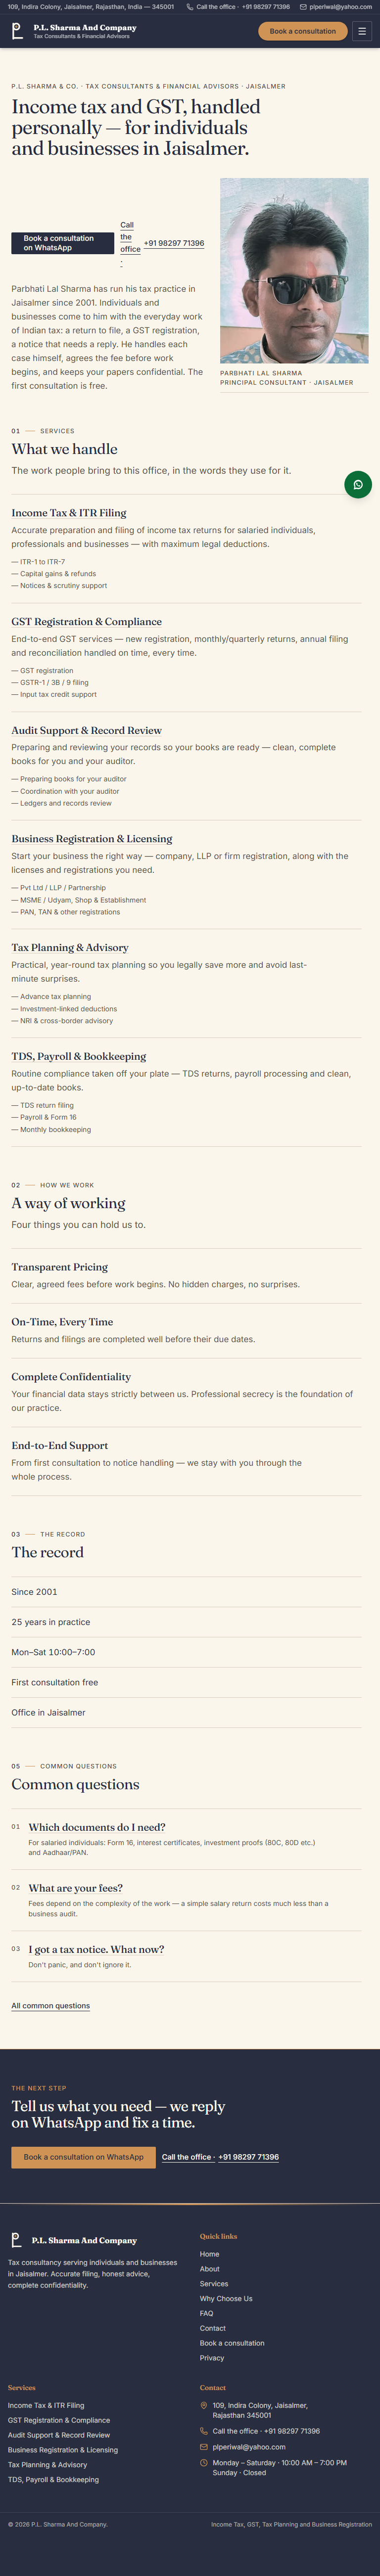 109, Indira Colony, Jaisalmer, Rajasthan, India — 345001
Call the office · +91 98297 71396
plperiwal@yahoo.com
P.L. Sharma And Company
Tax Consultants & Financial Advisors
Book a consultation
P.L. SHARMA & CO. · TAX CONSULTANTS & FINANCIAL ADVISORS · JAISALMER
Income tax and GST, handled
personally — for individuals
and businesses in Jaisalmer.
Book a consultation
on WhatsApp
Call
the
office
·
+91 98297 71396
Parbhati Lal Sharma has run his tax practice in
Jaisalmer since 2001. Individuals and
businesses come to him with the everyday work
of Indian tax: a return to file, a GST registration,
a notice that needs a reply. He handles each
case himself, agrees the fee before work
begins, and keeps your papers confidential. The
first consultation is free.
PARBHATI LAL SHARMA
PRINCIPAL CONSULTANT · JAISALMER
01 — SERVICES
What we handle
The work people bring to this office, in the words they use for it.
Income Tax & ITR Filing
Accurate preparation and filing of income tax returns for salaried individuals,
professionals and businesses — with maximum legal deductions.
— ITR-1 to ITR-7
— Capital gains & refunds
— Notices & scrutiny support
GST Registration & Compliance
End-to-end GST services — new registration, monthly/quarterly returns, annual filing
and reconciliation handled on time, every time.
— GST registration
— GSTR-1 / 3B / 9 filing
— Input tax credit support
Audit Support & Record Review
Preparing and reviewing your records so your books are ready — clean, complete
books for you and your auditor.
— Preparing books for your auditor
— Coordination with your auditor
— Ledgers and records review
Business Registration & Licensing
Start your business the right way — company, LLP or firm registration, along with the
licenses and registrations you need.
— Pvt Ltd / LLP / Partnership
— MSME / Udyam, Shop & Establishment
— PAN, TAN & other registrations
Tax Planning & Advisory
Practical, year-round tax planning so you legally save more and avoid last-
minute surprises.
— Advance tax planning
— Investment-linked deductions
— NRI & cross-border advisory
TDS, Payroll & Bookkeeping
Routine compliance taken off your plate — TDS returns, payroll processing and clean,
up-to-date books.
— TDS return filing
— Payroll & Form 16
— Monthly bookkeeping
02 — HOW WE WORK
A way of working
Four things you can hold us to.
Transparent Pricing
Clear, agreed fees before work begins. No hidden charges, no surprises.
On-Time, Every Time
Returns and filings are completed well before their due dates.
Complete Confidentiality
Your financial data stays strictly between us. Professional secrecy is the foundation of
our practice.
End-to-End Support
From first consultation to notice handling — we stay with you through the
whole process.
03 — THE RECORD
The record
Since 2001
25 years in practice
Mon–Sat 10:00–7:00
First consultation free
Office in Jaisalmer
05 — COMMON QUESTIONS
Common questions
01 Which documents do I need?
For salaried individuals: Form 16, interest certificates, investment proofs (80C, 80D etc.)
and Aadhaar/PAN.
02 What are your fees?
Fees depend on the complexity of the work — a simple salary return costs much less than a
business audit.
03 I got a tax notice. What now?
Don't panic, and don't ignore it.
All common questions
THE NEXT STEP
Tell us what you need — we reply
on WhatsApp and fix a time.
Book a consultation on WhatsApp
Call the office · +91 98297 71396
P.L. Sharma And Company
Tax consultancy serving individuals and businesses
in Jaisalmer. Accurate filing, honest advice,
complete confidentiality.
Quick links
Home
About
Services
Why Choose Us
FAQ
Contact
Book a consultation
Privacy
Services
Income Tax & ITR Filing
GST Registration & Compliance
Audit Support & Record Review
Business Registration & Licensing
Tax Planning & Advisory
TDS, Payroll & Bookkeeping
Contact
109, Indira Colony, Jaisalmer,
Rajasthan 345001
Call the office · +91 98297 71396
plperiwal@yahoo.com
Monday – Saturday · 10:00 AM – 7:00 PM
Sunday · Closed
© 2026 P.L. Sharma And Company.
Income Tax, GST, Tax Planning and Business Registration